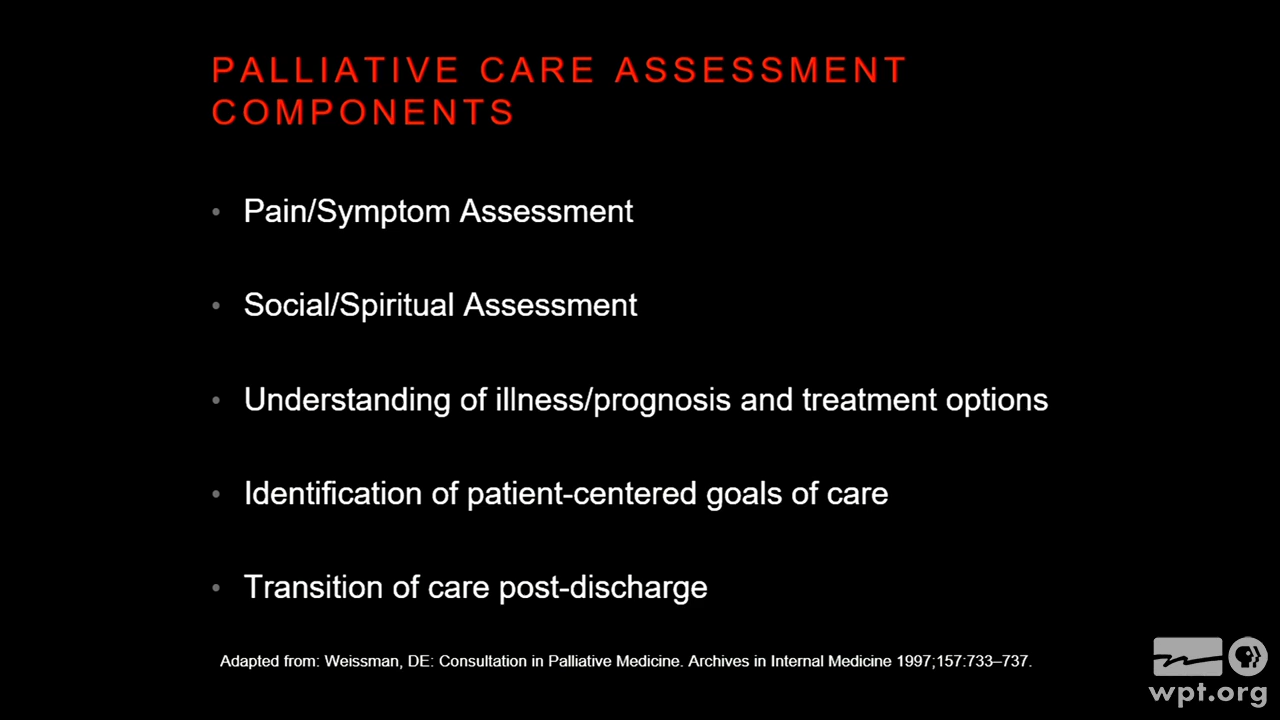 PALLIATIVE CARE ASSESSMENT
COMPONENTS
• Pain/Symptom Assessment
• Social/Spiritual Assessment
• Understanding of illness/prognosis and treatment options
• Identification of patient-centered goals of care
• Transition of care post-discharge
Adapted from: Weissman, DE: Consultation in Palliative Medicine. Archives in Internal Medicine 1997;157:733–737.
wpt.org